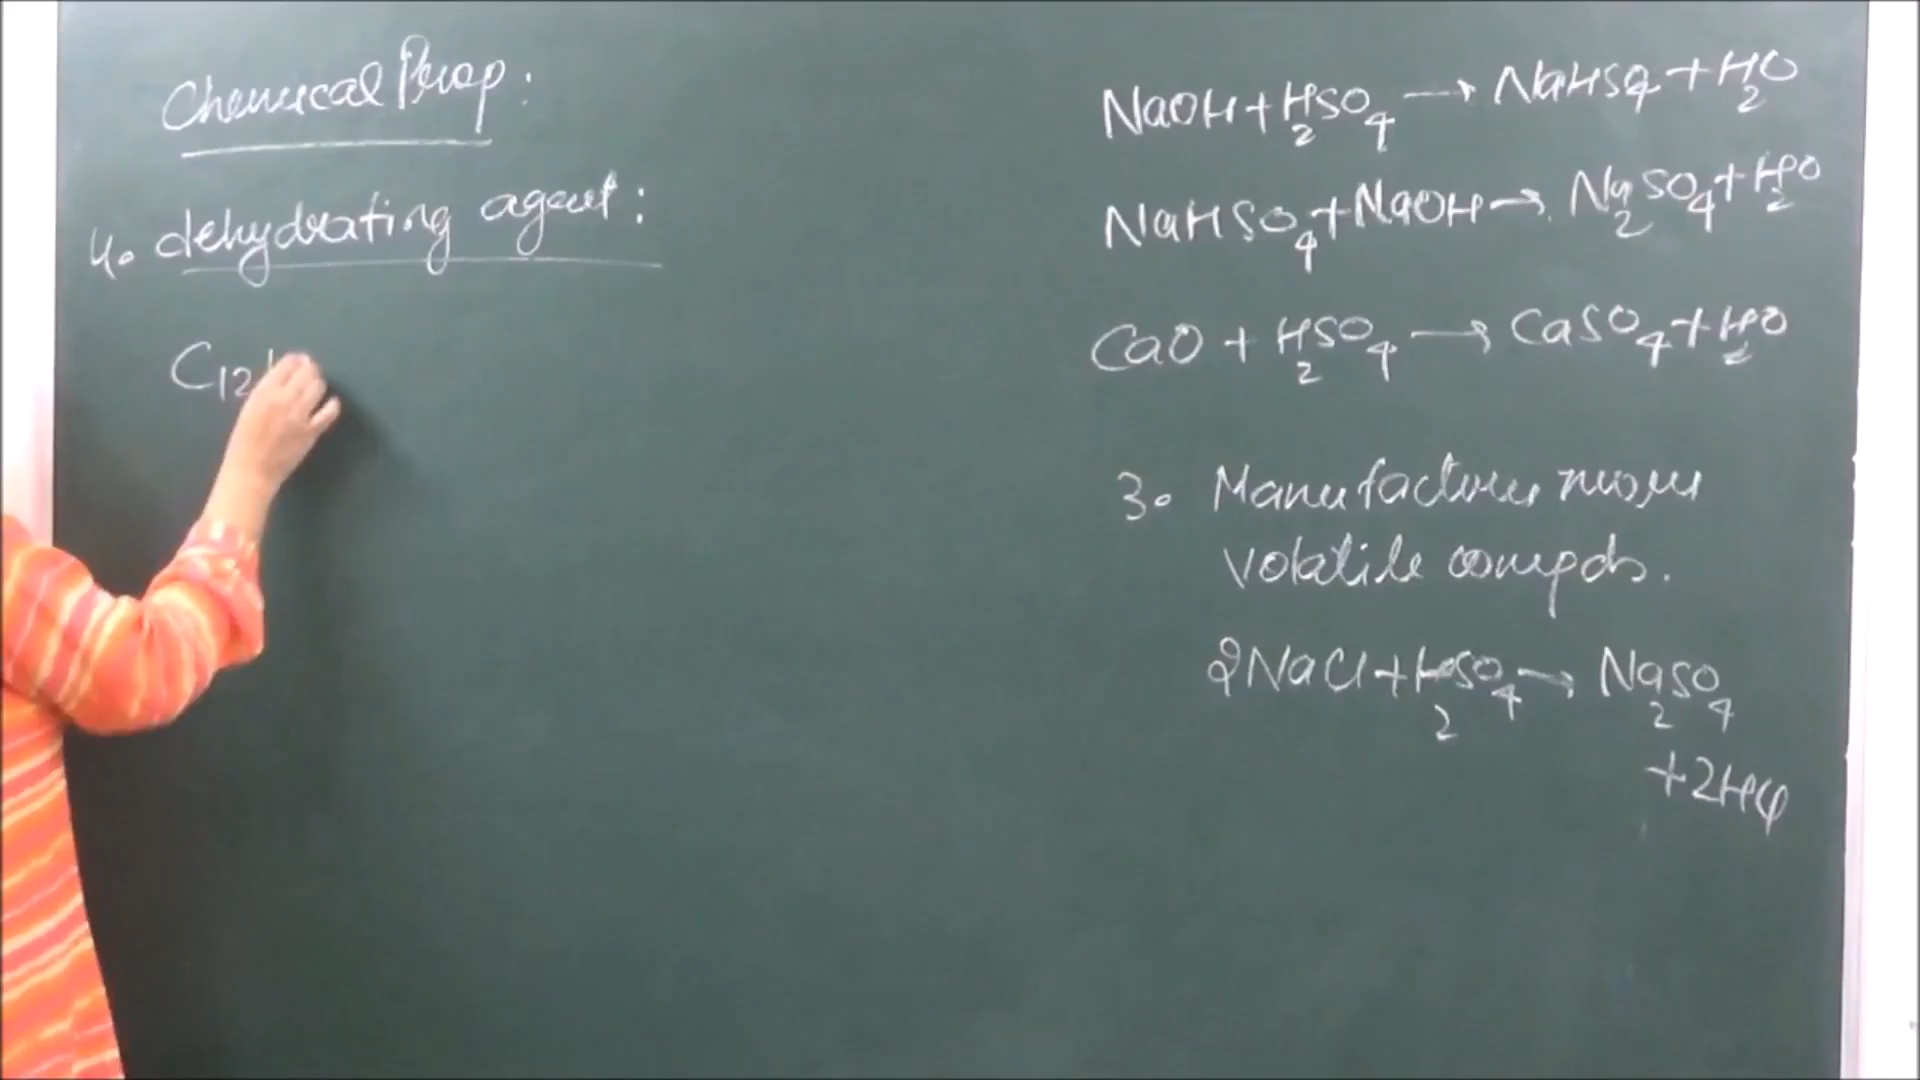 Chemical Prop:
4. dehydrating agent:
C₁₂
NaOH + H₂SO₄ → NaHSO₄ + H₂O
NaHSO₄ + NaOH → Na₂SO₄ + H₂O
CaO + H₂SO₄ → CaSO₄ + H₂O
3. Manufacture more
volatile compds.
2NaCl + H₂SO₄ → Na₂SO₄
+ 2HCl